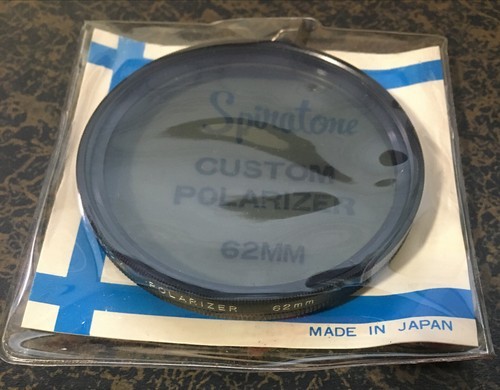 Spiratone
CUSTOM
POLARIZER
62MM
POLARIZER 62mm
MADE IN JAPAN